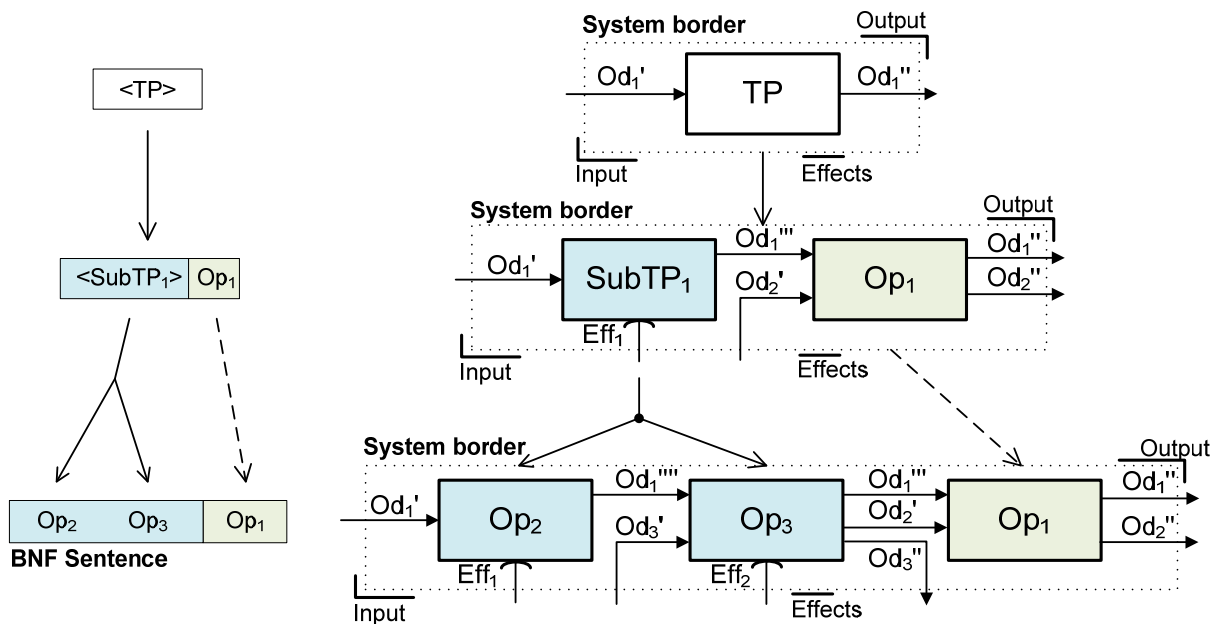 <TP>
<SubTP₁> Op₁
Op₂ Op₃ Op₁
BNF Sentence
System border
Output
Od₁' TP Od₁''
Input
Effects
System border
Output
Od₁' SubTP₁ Od₁''' Od₂' Op₁ Od₁'' Od₂''
Eff₁
Input
Effects
System border
Output
Od₁' Op₂ Od₁'''' Od₃' Op₃ Od₁''' Od₂' Od₃'' Op₁ Od₁'' Od₂''
Eff₁ Eff₂
Input
Effects